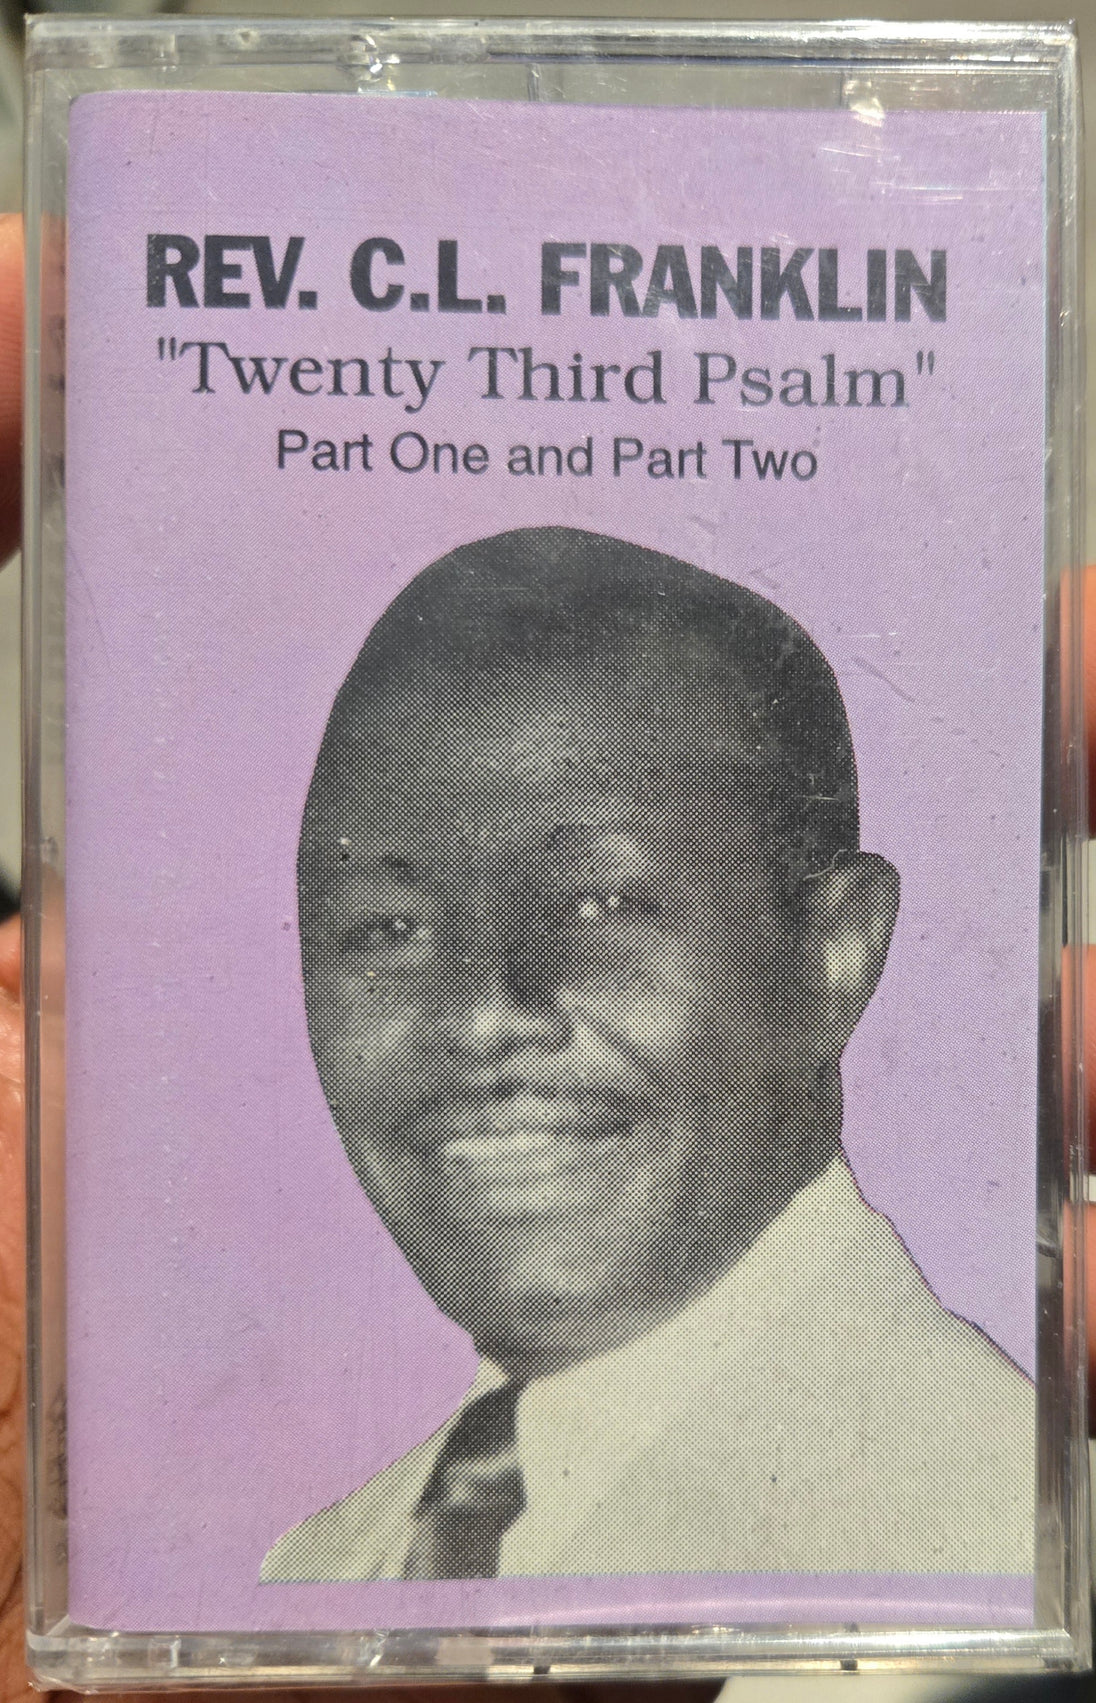 REV. C.L. FRANKLIN
"Twenty Third Psalm"
Part One and Part Two